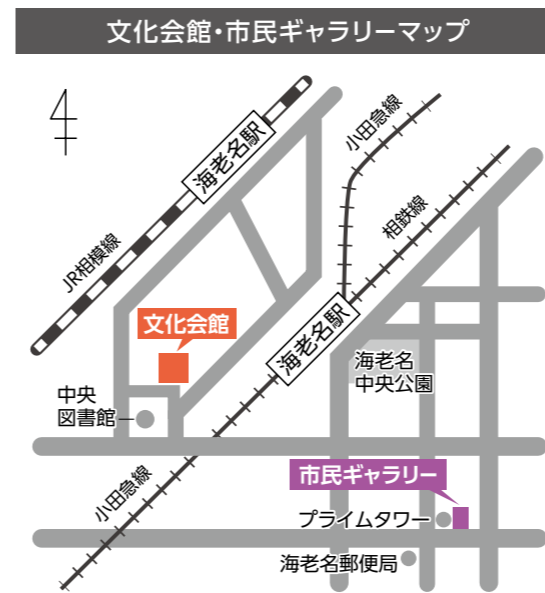 文化会館・市民ギャラリーマップ
海老名駅
小田急線
JR相模線
相鉄線
文化会館
海老名駅
海老名
中央公園
中央
図書館
小田急線
市民ギャラリー
プライムタワー
海老名郵便局